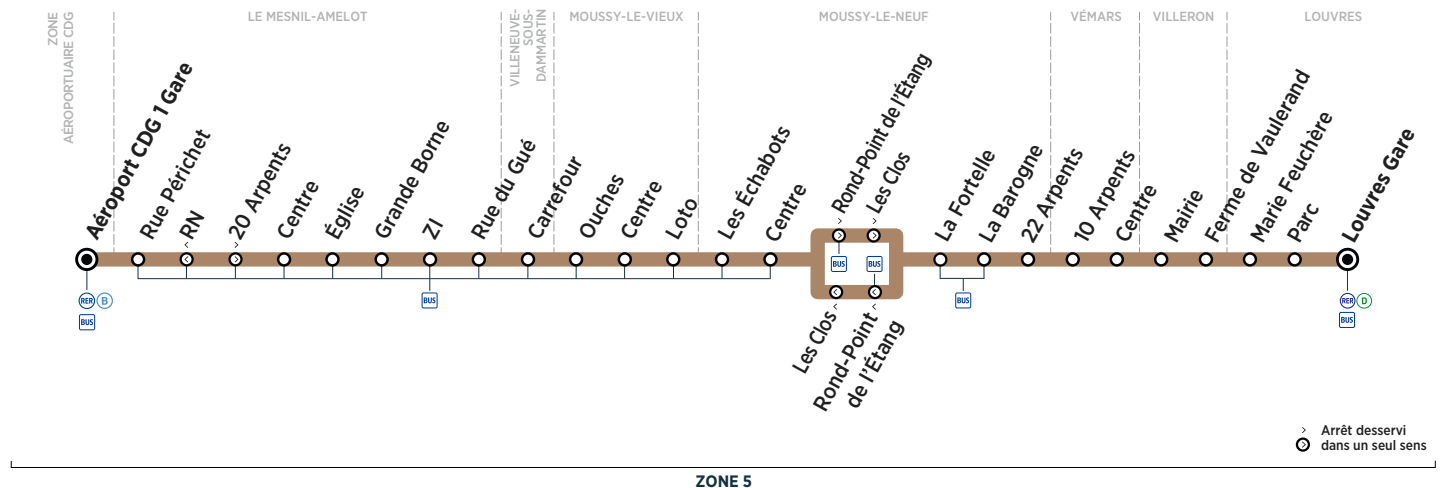 ZONE
AÉROPORTUAIRE CDG
LE MESNIL-AMELOT
VILLENEUVE-
SOUS-
DAMMARTIN
MOUSSY-LE-VIEUX
MOUSSY-LE-NEUF
VÉMARS
VILLERON
LOUVRES
Aéroport CDG 1 Gare
Rue Périchet
RN
20 Arpents
Centre
Église
Grande Borne
ZI
Rue du Gué
Carrefour
Ouches
Centre
Loto
Les Échabots
Centre
Rond-Point de l'Étang
Les Clos
La Fortelle
La Barogne
22 Arpents
10 Arpents
Centre
Mairie
Ferme de Vaulerand
Marie Feuchère
Parc
Louvres Gare
BUS
BUS
RER B
BUS
BUS
BUS
RER D
BUS
Les Clos
Rond-Point
de l'Étang
Arrêt desservi
dans un seul sens
ZONE 5